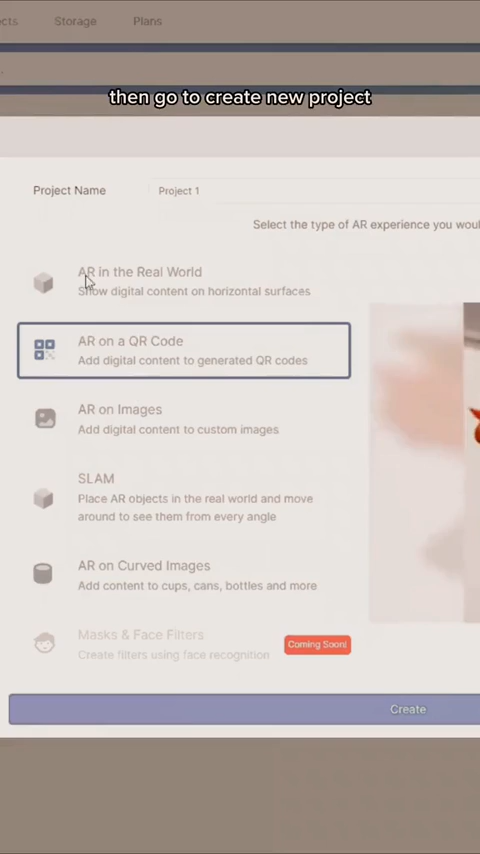 Storage
Plans
then go to create new project
Project Name
Project 1
Select the type of AR experience you
AR in the Real World
Show digital content on horizontal surfaces
AR on a QR Code
Add digital content to generated QR codes
AR on Images
Add digital content to custom images
SLAM
Place AR objects in the real world and move
around to see them from every angle
AR on Curved Images
Add content to cups, cans, bottles and more
Masks & Face Filters
Create filters using face recognition
Coming Soon!
Create